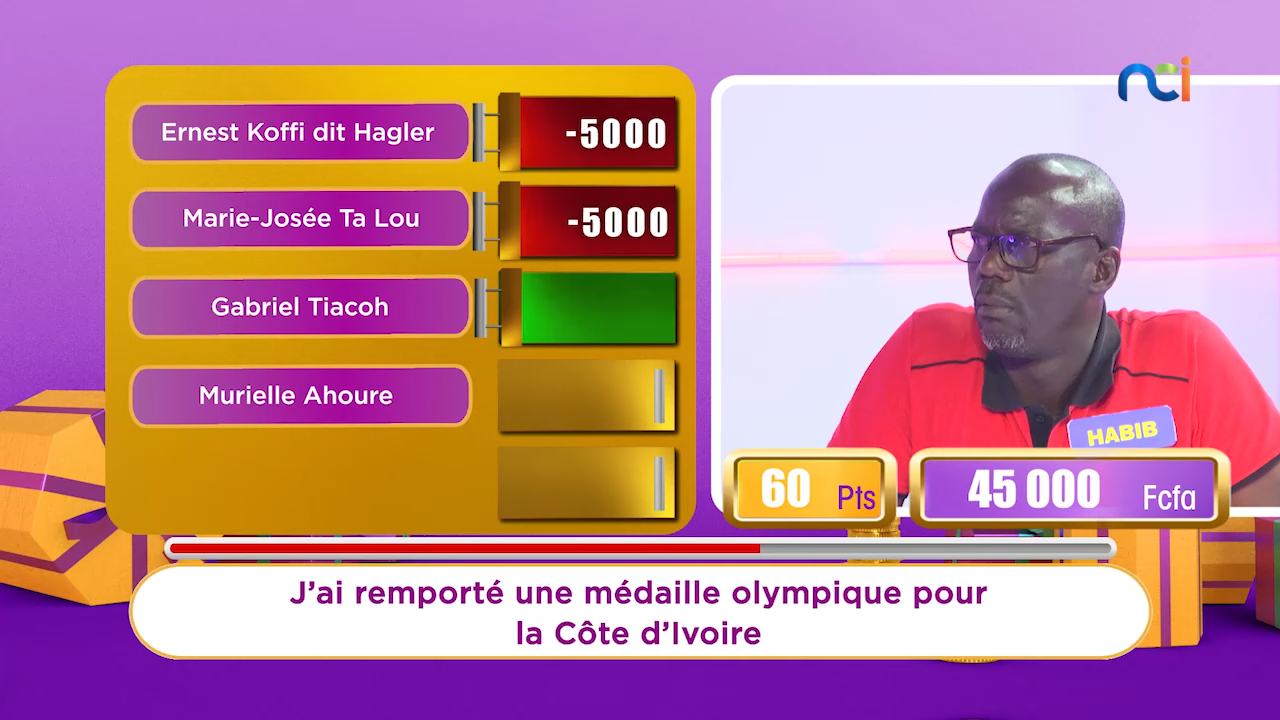 nci
Ernest Koffi dit Hagler
-5000
Marie-Josée Ta Lou
-5000
Gabriel Tiacoh
Murielle Ahoure
HABIB
60 Pts
45 000 Fcfa
J'ai remporté une médaille olympique pour
la Côte d'Ivoire